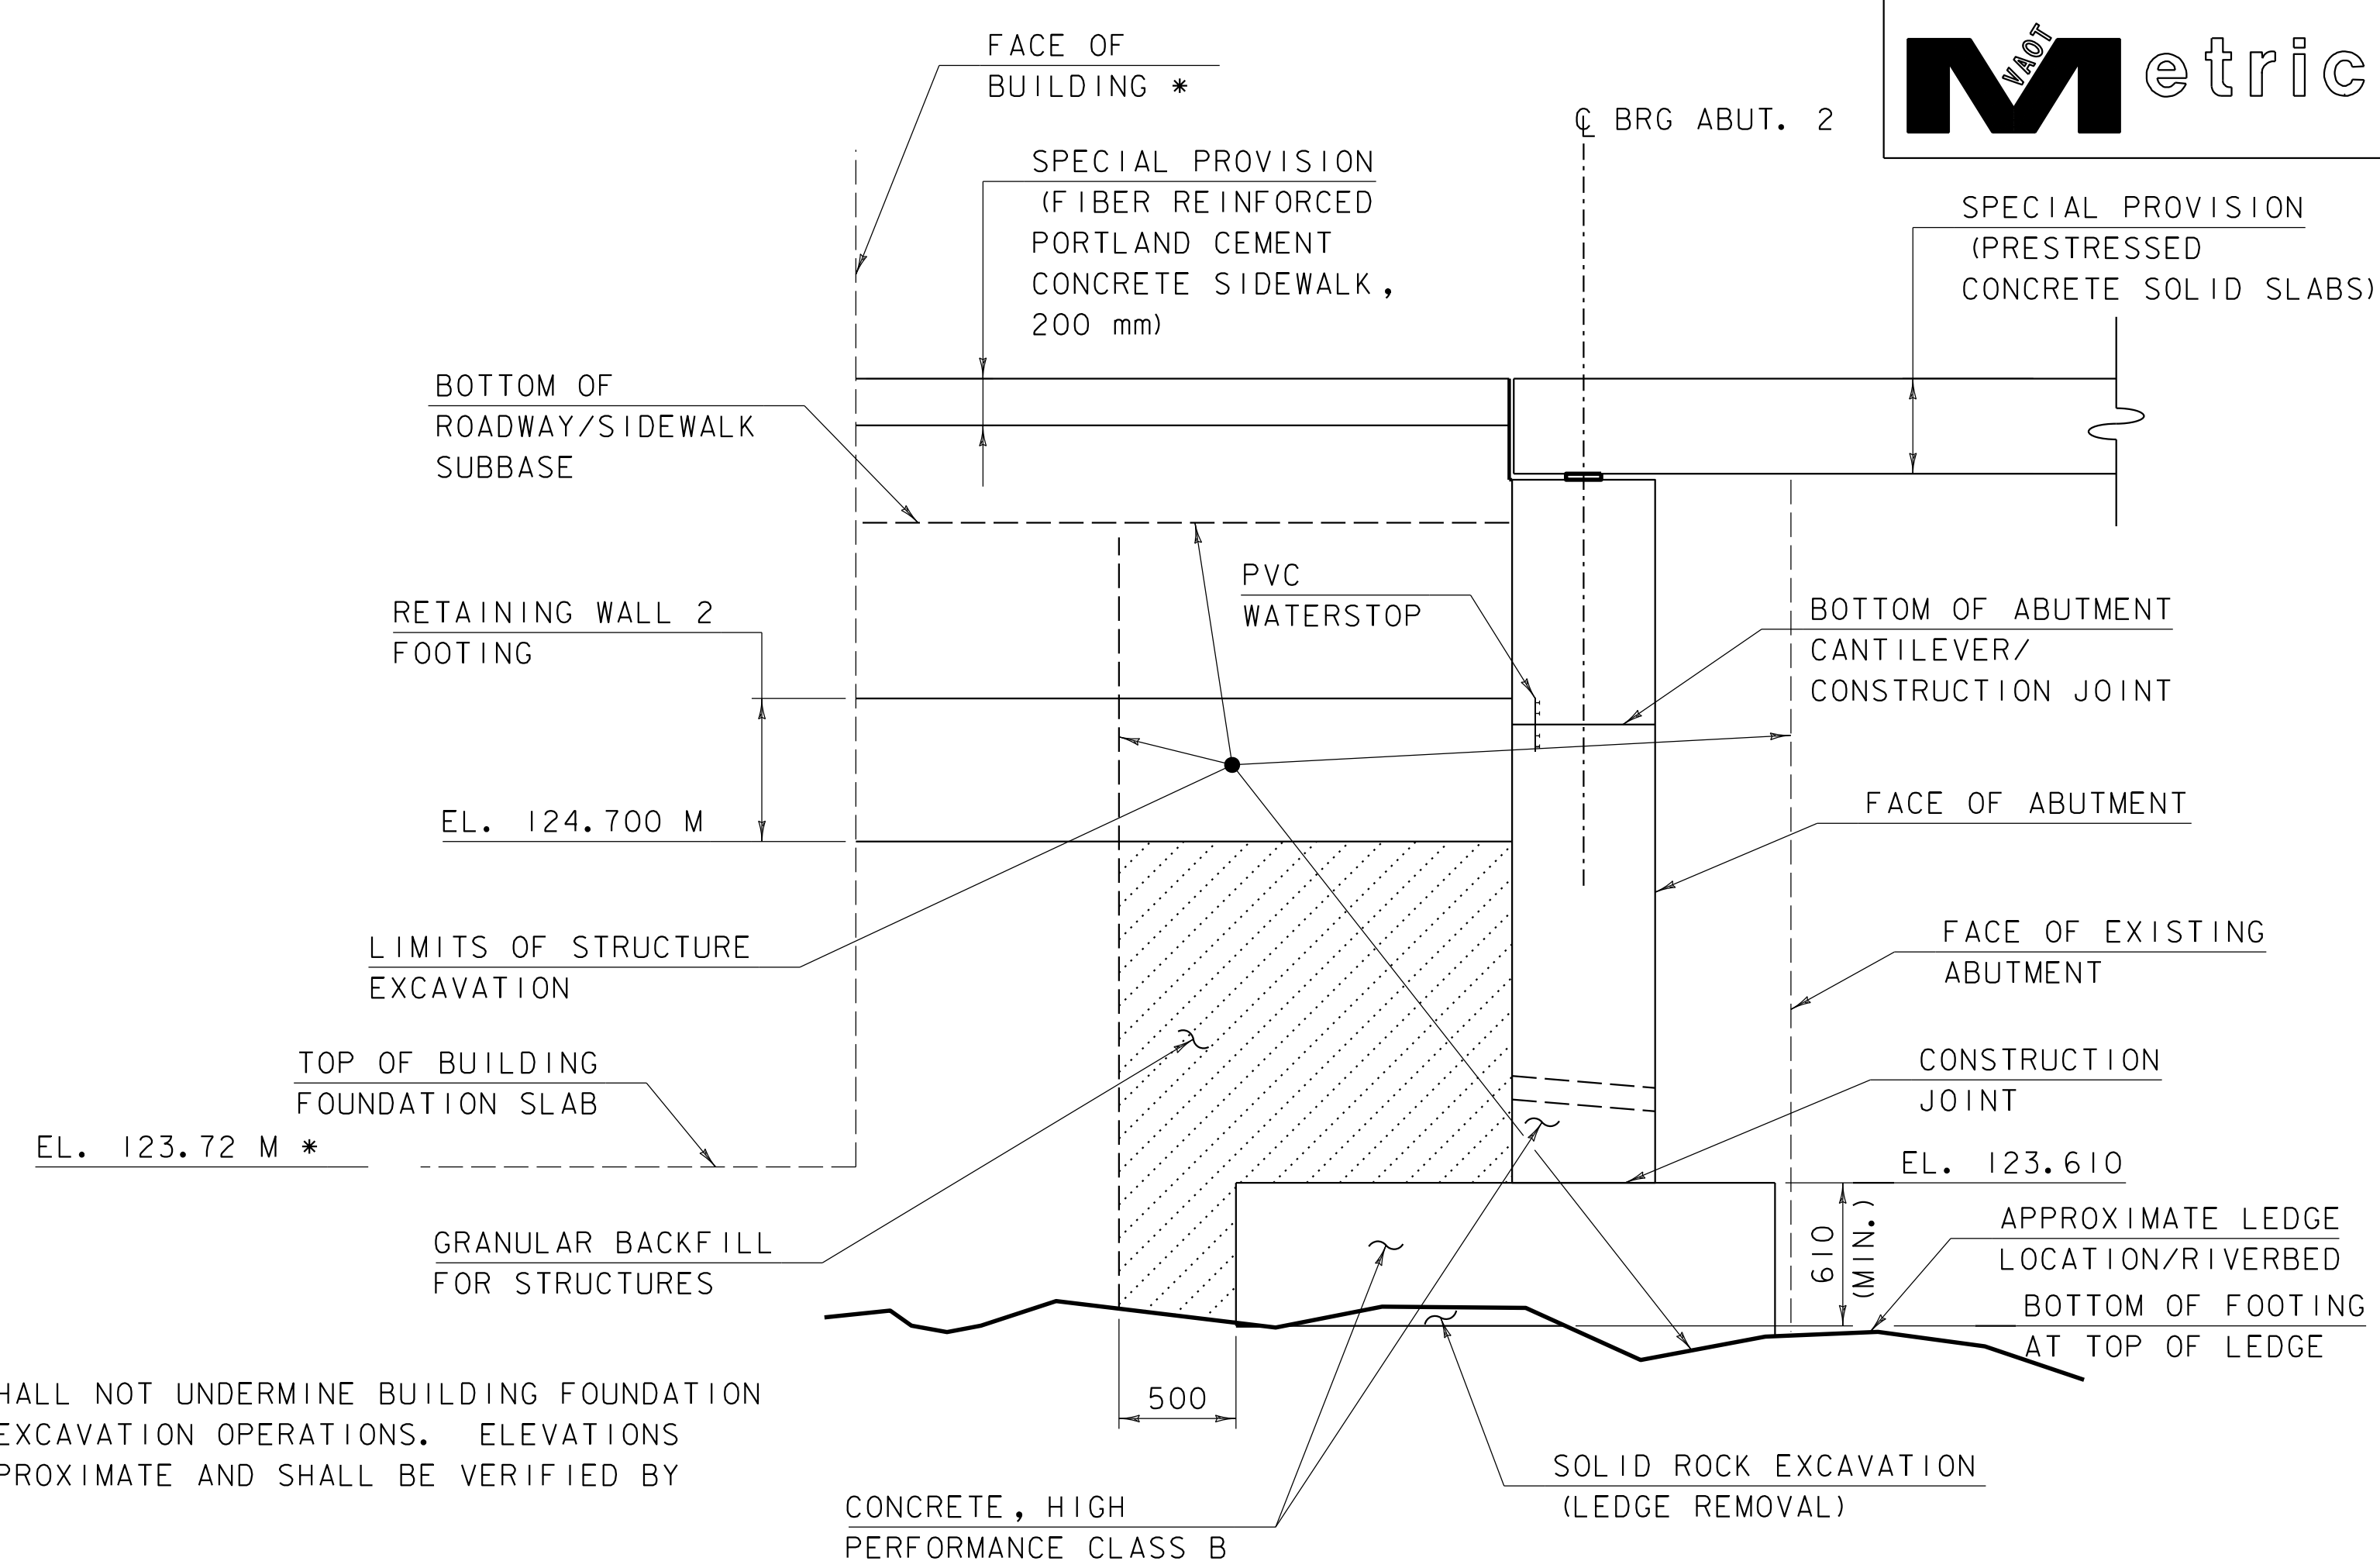 FACE OF
BUILDING *
VAOT
Metric
℄ BRG ABUT. 2
SPECIAL PROVISION
(FIBER REINFORCED
PORTLAND CEMENT
CONCRETE SIDEWALK,
200 mm)
SPECIAL PROVISION
(PRESTRESSED
CONCRETE SOLID SLABS)
BOTTOM OF
ROADWAY/SIDEWALK
SUBBASE
PVC
WATERSTOP
RETAINING WALL 2
FOOTING
BOTTOM OF ABUTMENT
CANTILEVER/
CONSTRUCTION JOINT
EL. 124.700 M
FACE OF ABUTMENT
LIMITS OF STRUCTURE
EXCAVATION
FACE OF EXISTING
ABUTMENT
TOP OF BUILDING
FOUNDATION SLAB
CONSTRUCTION
JOINT
EL. 123.72 M *
EL. 123.610
GRANULAR BACKFILL
FOR STRUCTURES
610
(MIN.)
APPROXIMATE LEDGE
LOCATION/RIVERBED
BOTTOM OF FOOTING
AT TOP OF LEDGE
HALL NOT UNDERMINE BUILDING FOUNDATION
EXCAVATION OPERATIONS. ELEVATIONS
PROXIMATE AND SHALL BE VERIFIED BY
500
SOLID ROCK EXCAVATION
(LEDGE REMOVAL)
CONCRETE, HIGH
PERFORMANCE CLASS B